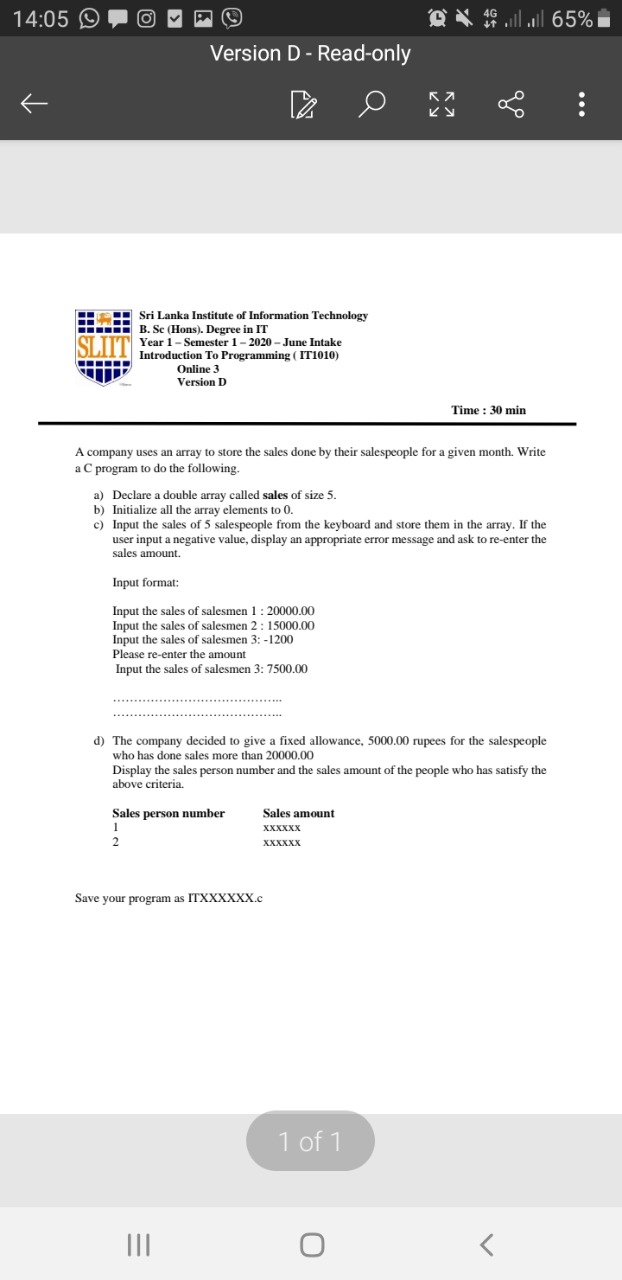 14:05
4G
65%
Version D - Read-only
SLIIT
Sri Lanka Institute of Information Technology
B. Sc (Hons). Degree in IT
Year 1 – Semester 1 – 2020 – June Intake
Introduction To Programming ( IT1010)
Online 3
Version D
Time : 30 min
A company uses an array to store the sales done by their salespeople for a given month. Write
a C program to do the following.
a) Declare a double array called sales of size 5.
b) Initialize all the array elements to 0.
c) Input the sales of 5 salespeople from the keyboard and store them in the array. If the
user input a negative value, display an appropriate error message and ask to re-enter the
sales amount.
Input format:
Input the sales of salesmen 1 : 20000.00
Input the sales of salesmen 2 : 15000.00
Input the sales of salesmen 3: -1200
Please re-enter the amount
Input the sales of salesmen 3: 7500.00
……………………………………
……………………………………
d) The company decided to give a fixed allowance, 5000.00 rupees for the salespeople
who has done sales more than 20000.00
Display the sales person number and the sales amount of the people who has satisfy the
above criteria.
Sales person number Sales amount
1 xxxxxx
2 xxxxxx
Save your program as ITXXXXXX.c
1 of 1